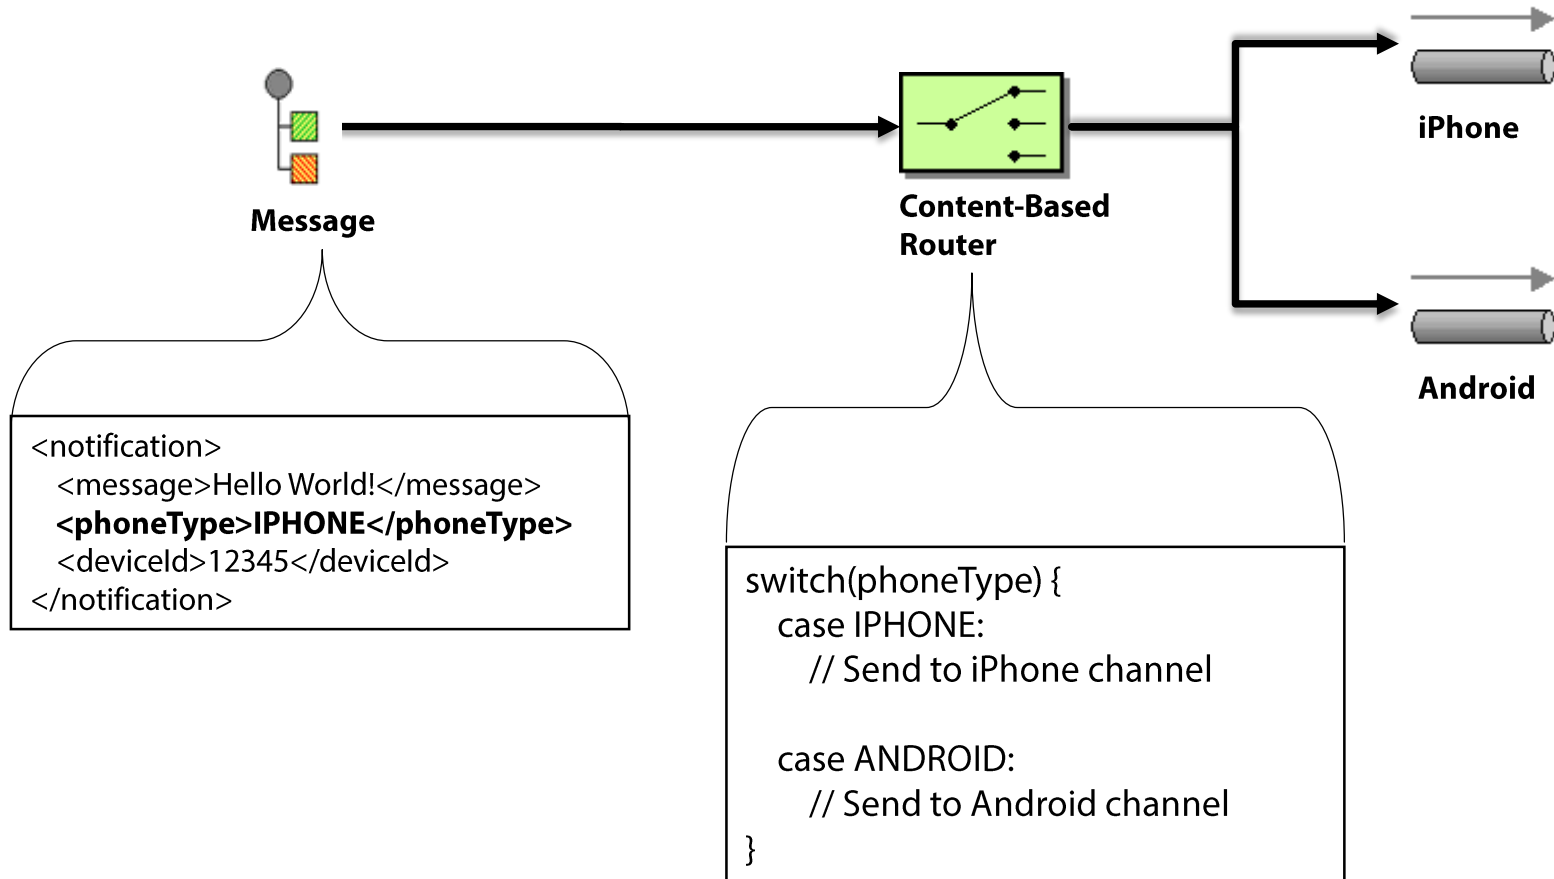 iPhone
Message
Content-Based
Router
Android
<notification>
<message>Hello World!</message>
<phoneType>IPHONE</phoneType>
<deviceId>12345</deviceId>
</notification>
switch(phoneType) {
case IPHONE:
// Send to iPhone channel
case ANDROID:
// Send to Android channel
}